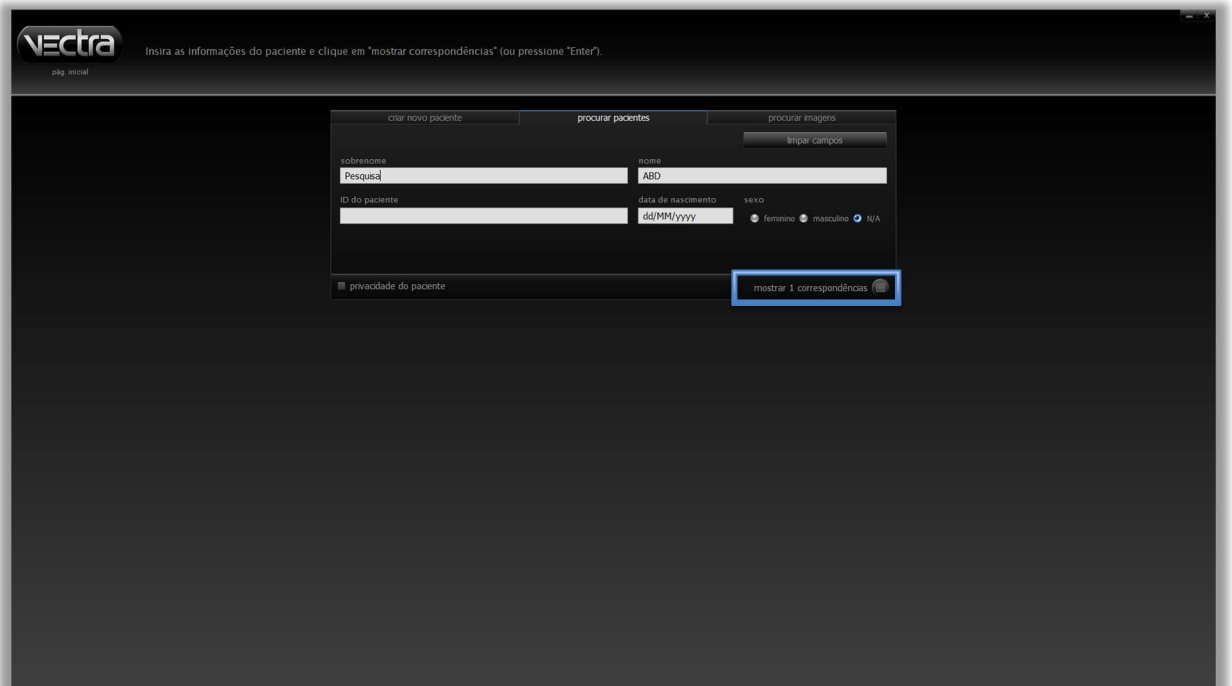 VECTRA
pàg. inicial
Insira as informações do paciente e clique em "mostrar correspondências" (ou pressione "Enter").
criar novo paciente procurar pacientes procurar imagens
limpar campos
sobrenome nome
Pesquisa ABD
ID do paciente data de nascimento sexo
dd/MM/yyyy feminino masculino N/A
privacidade do paciente mostrar 1 correspondências